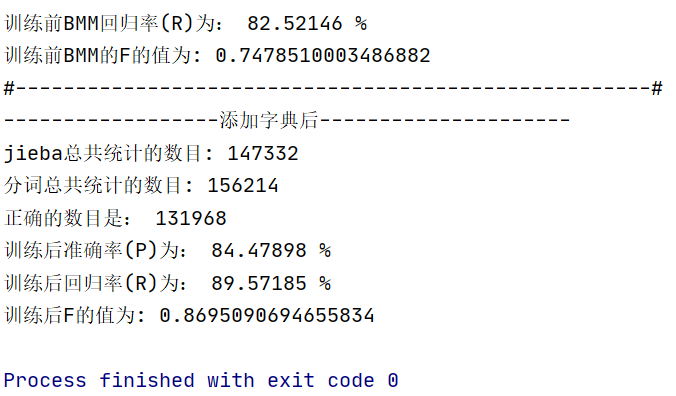 训练前BMM回归率(R)为： 82.52146 %
训练前BMM的F的值为: 0.7478510003486882
#-----------------------------------------------------#
------------------添加字典后---------------------
jieba总共统计的数目: 147332
分词总共统计的数目: 156214
正确的数目是： 131968
训练后准确率(P)为： 84.47898 %
训练后回归率(R)为： 89.57185 %
训练后F的值为: 0.8695090694655834
Process finished with exit code 0